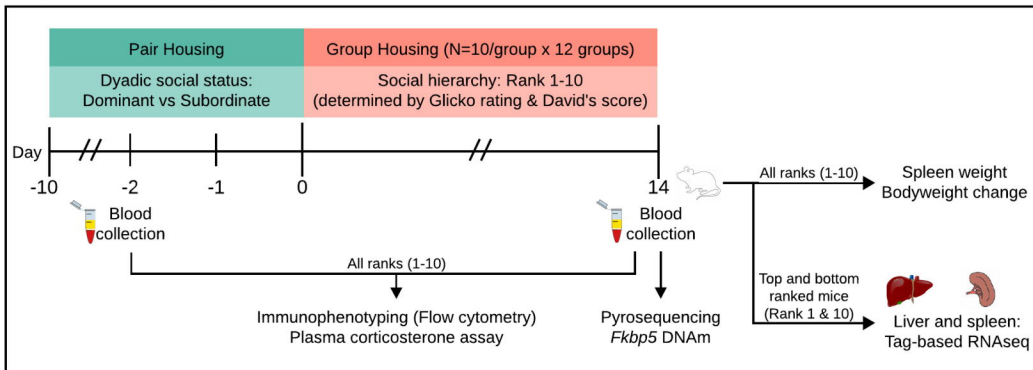 Pair Housing
Group Housing (N=10/group x 12 groups)
Dyadic social status:
Dominant vs Subordinate
Social hierarchy: Rank 1-10
(determined by Glicko rating & David's score)
Day
-10
-2
-1
0
14
Blood
collection
Blood
collection
All ranks (1-10)
Immunophenotyping (Flow cytometry)
Plasma corticosterone assay
Pyrosequencing
Fkbp5 DNAm
All ranks (1-10)
Spleen weight
Bodyweight change
Top and bottom
ranked mice
(Rank 1 & 10)
Liver and spleen:
Tag-based RNAseq